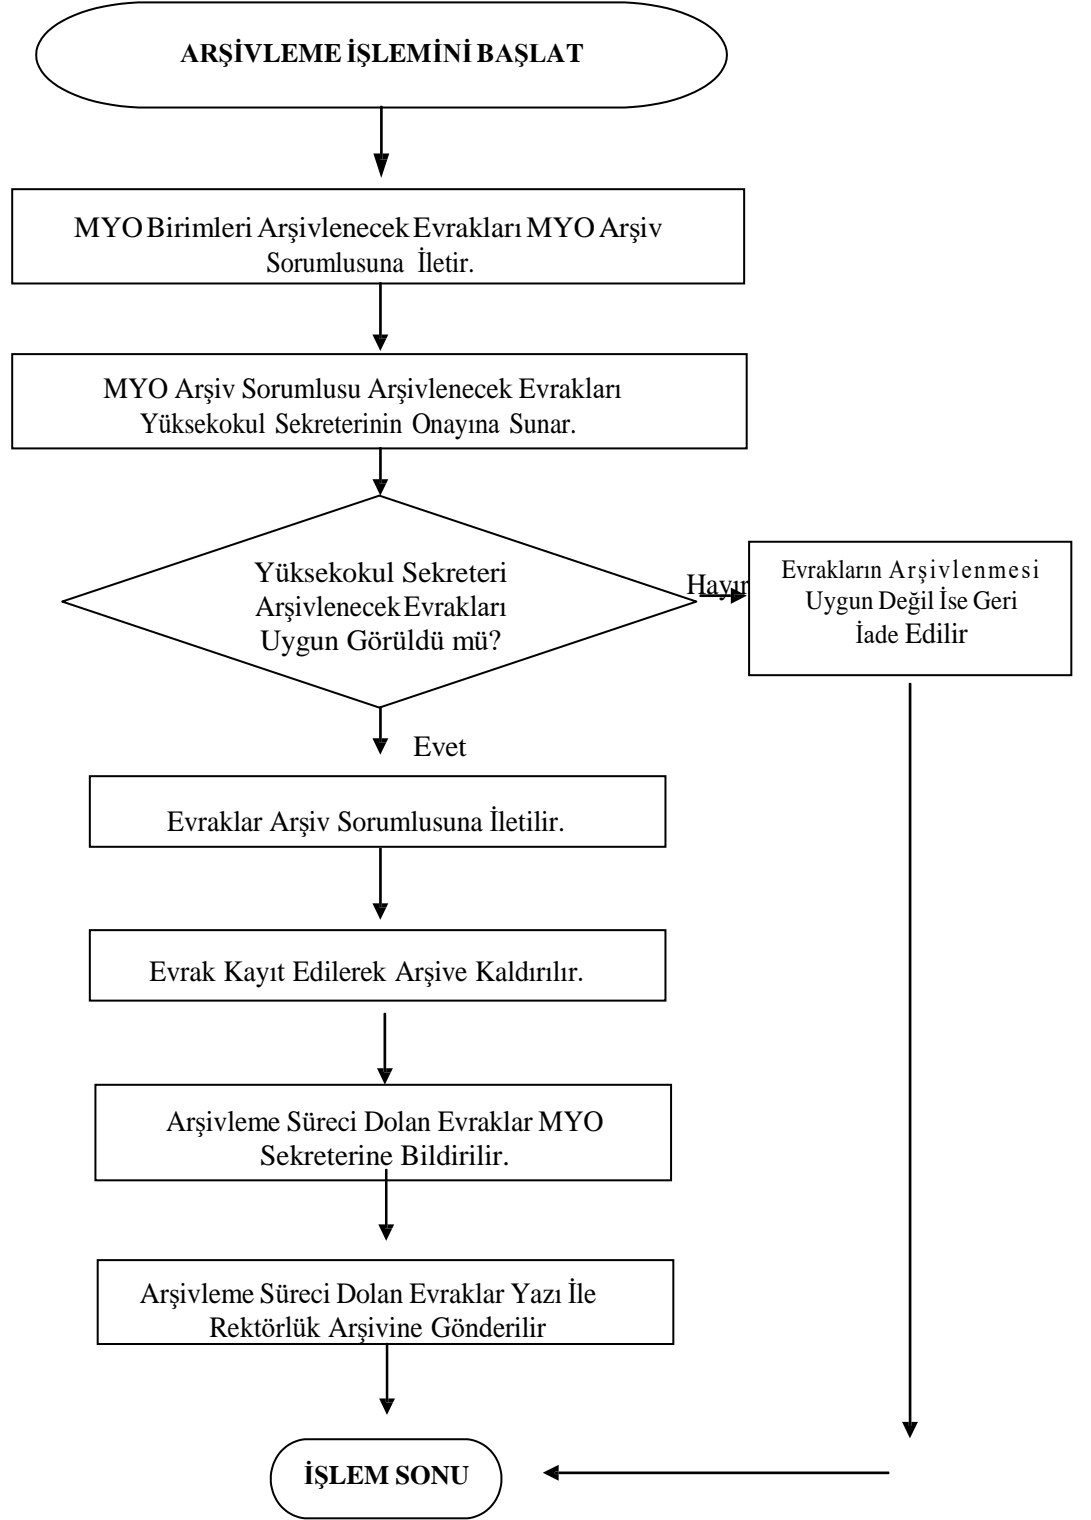 ARŞİVLEME İŞLEMİNİ BAŞLAT
MYO Birimleri Arşivlenecek Evrakları MYO Arşiv
Sorumlusuna İletir.
MYO Arşiv Sorumlusu Arşivlenecek Evrakları
Yüksekokul Sekreterinin Onayına Sunar.
Yüksekokul Sekreteri
Arşivlenecek Evrakları
Uygun Görüldü mü?
Hayır
Evrakların Arşivlenmesi
Uygun Değil İse Geri
İade Edilir
Evet
Evraklar Arşiv Sorumlusuna İletilir.
Evrak Kayıt Edilerek Arşive Kaldırılır.
Arşivleme Süreci Dolan Evraklar MYO
Sekreterine Bildirilir.
Arşivleme Süreci Dolan Evraklar Yazı İle
Rektörlük Arşivine Gönderilir
İŞLEM SONU